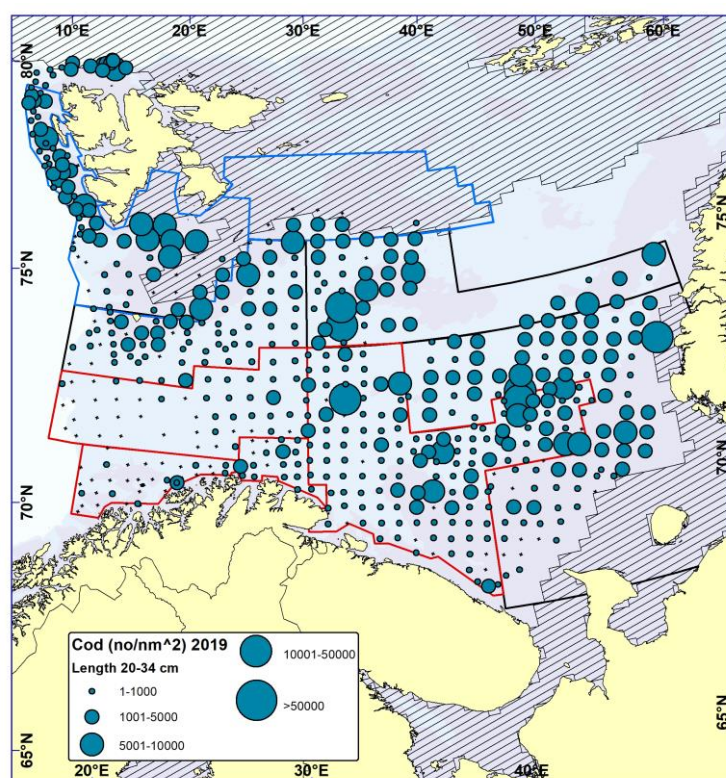 10°E 20°E 30°E 40°E 50°E 60°E
80°N
75°N
75°N
70°N
70°N
65°N
65°N
Cod (no/nm^2) 2019
Length 20-34 cm
1-1000
1001-5000
5001-10000
10001-50000
>50000
20°E 30°E 40°E